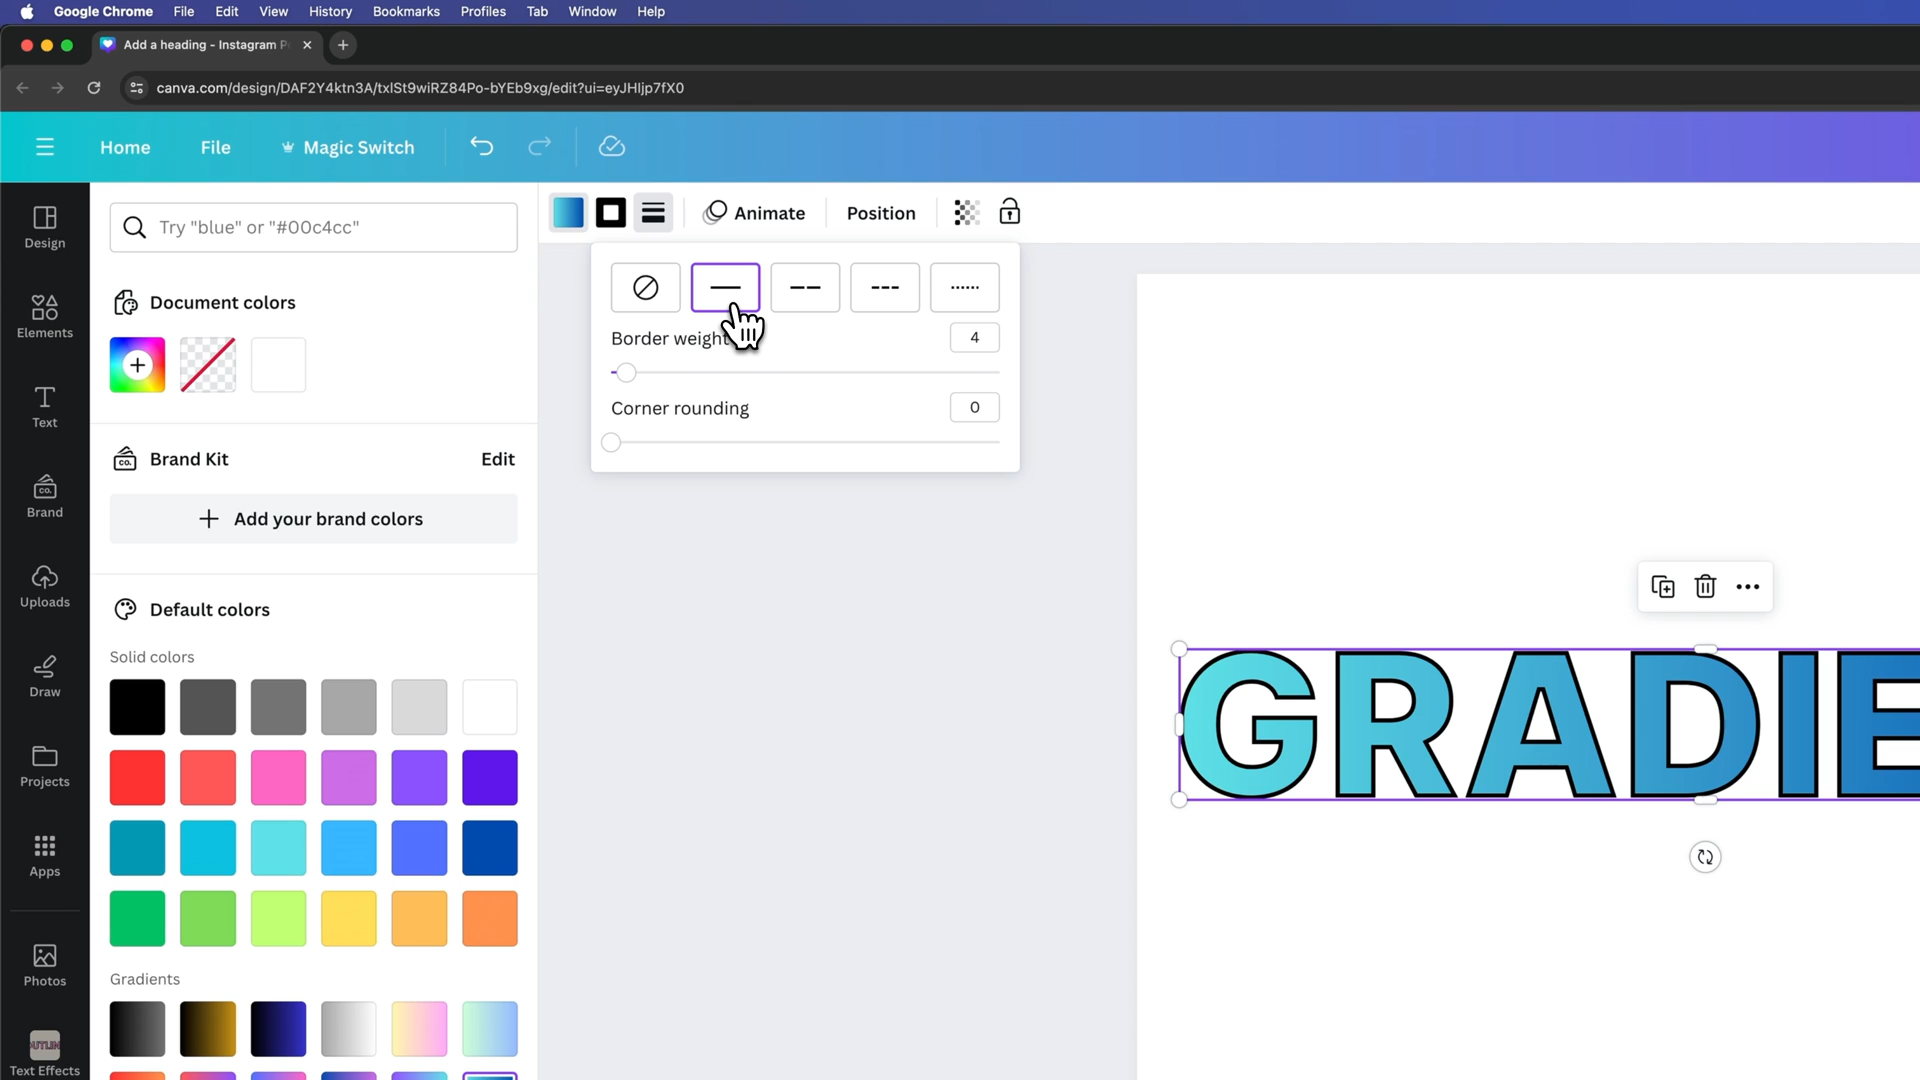 Google Chrome File Edit View History Bookmarks Profiles Tab Window Help
Add a heading - Instagram P
canva.com/design/DAF2Y4ktn3A/txlSt9wiRZ84Po-bYEb9xg/edit?ui=eyJHIjp7fX0
Home File Magic Switch
Design
Elements
Text
Brand
Uploads
Draw
Projects
Apps
Photos
Text Effects
Try "blue" or "#00c4cc"
Document colors
Brand Kit Edit
Add your brand colors
Default colors
Solid colors
Gradients
Animate Position
Border weight 4
Corner rounding 0
GRADIE
CO.
CO.